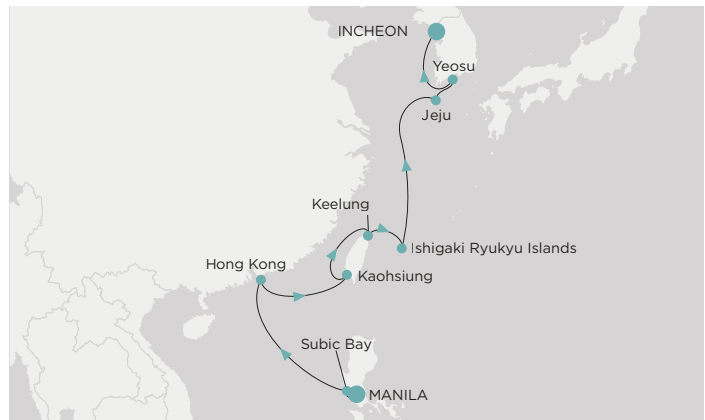 INCHEON
Yeosu
Jeju
Keelung
Ishigaki Ryukyu Islands
Hong Kong
Kaohsiung
Subic Bay
MANILA